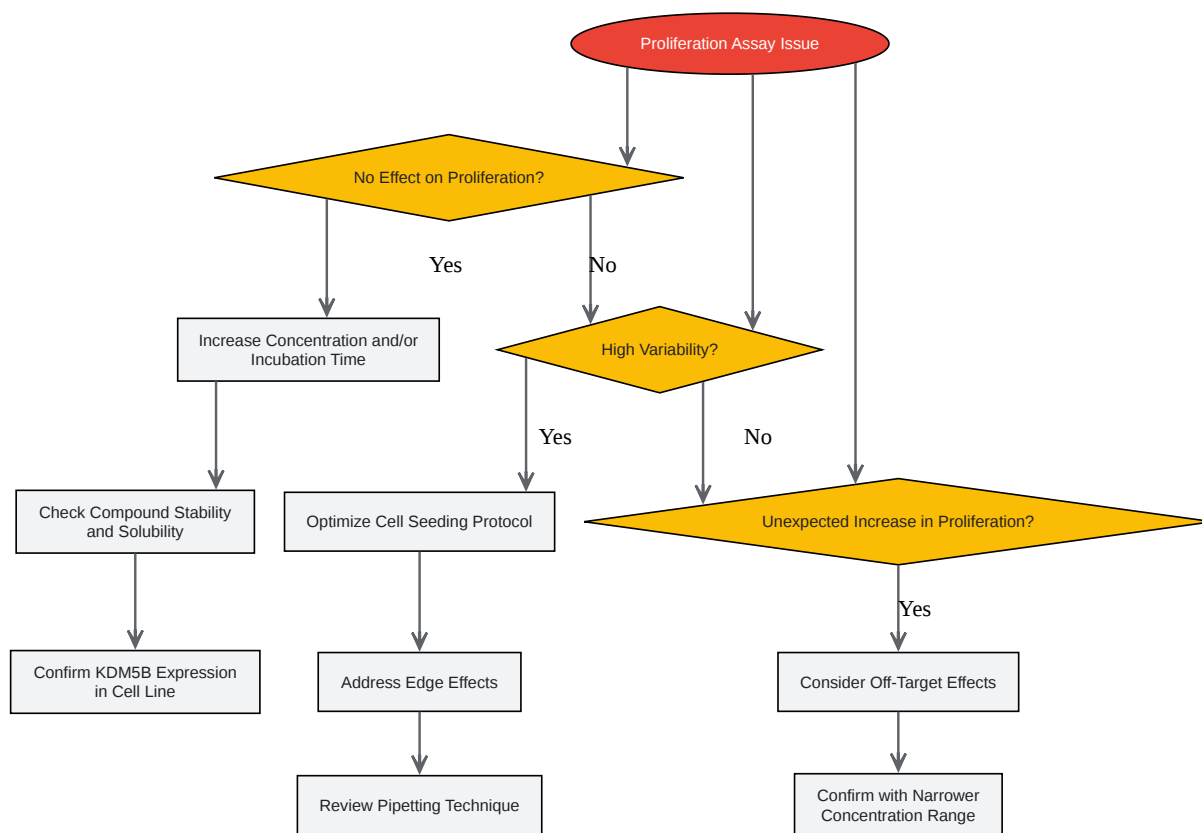 Proliferation Assay Issue
No Effect on Proliferation?
Yes
No
Increase Concentration and/or
Incubation Time
High Variability?
Yes
No
Check Compound Stability
and Solubility
Optimize Cell Seeding Protocol
Unexpected Increase in Proliferation?
Yes
Confirm KDM5B Expression
in Cell Line
Address Edge Effects
Consider Off-Target Effects
Review Pipetting Technique
Confirm with Narrower
Concentration Range